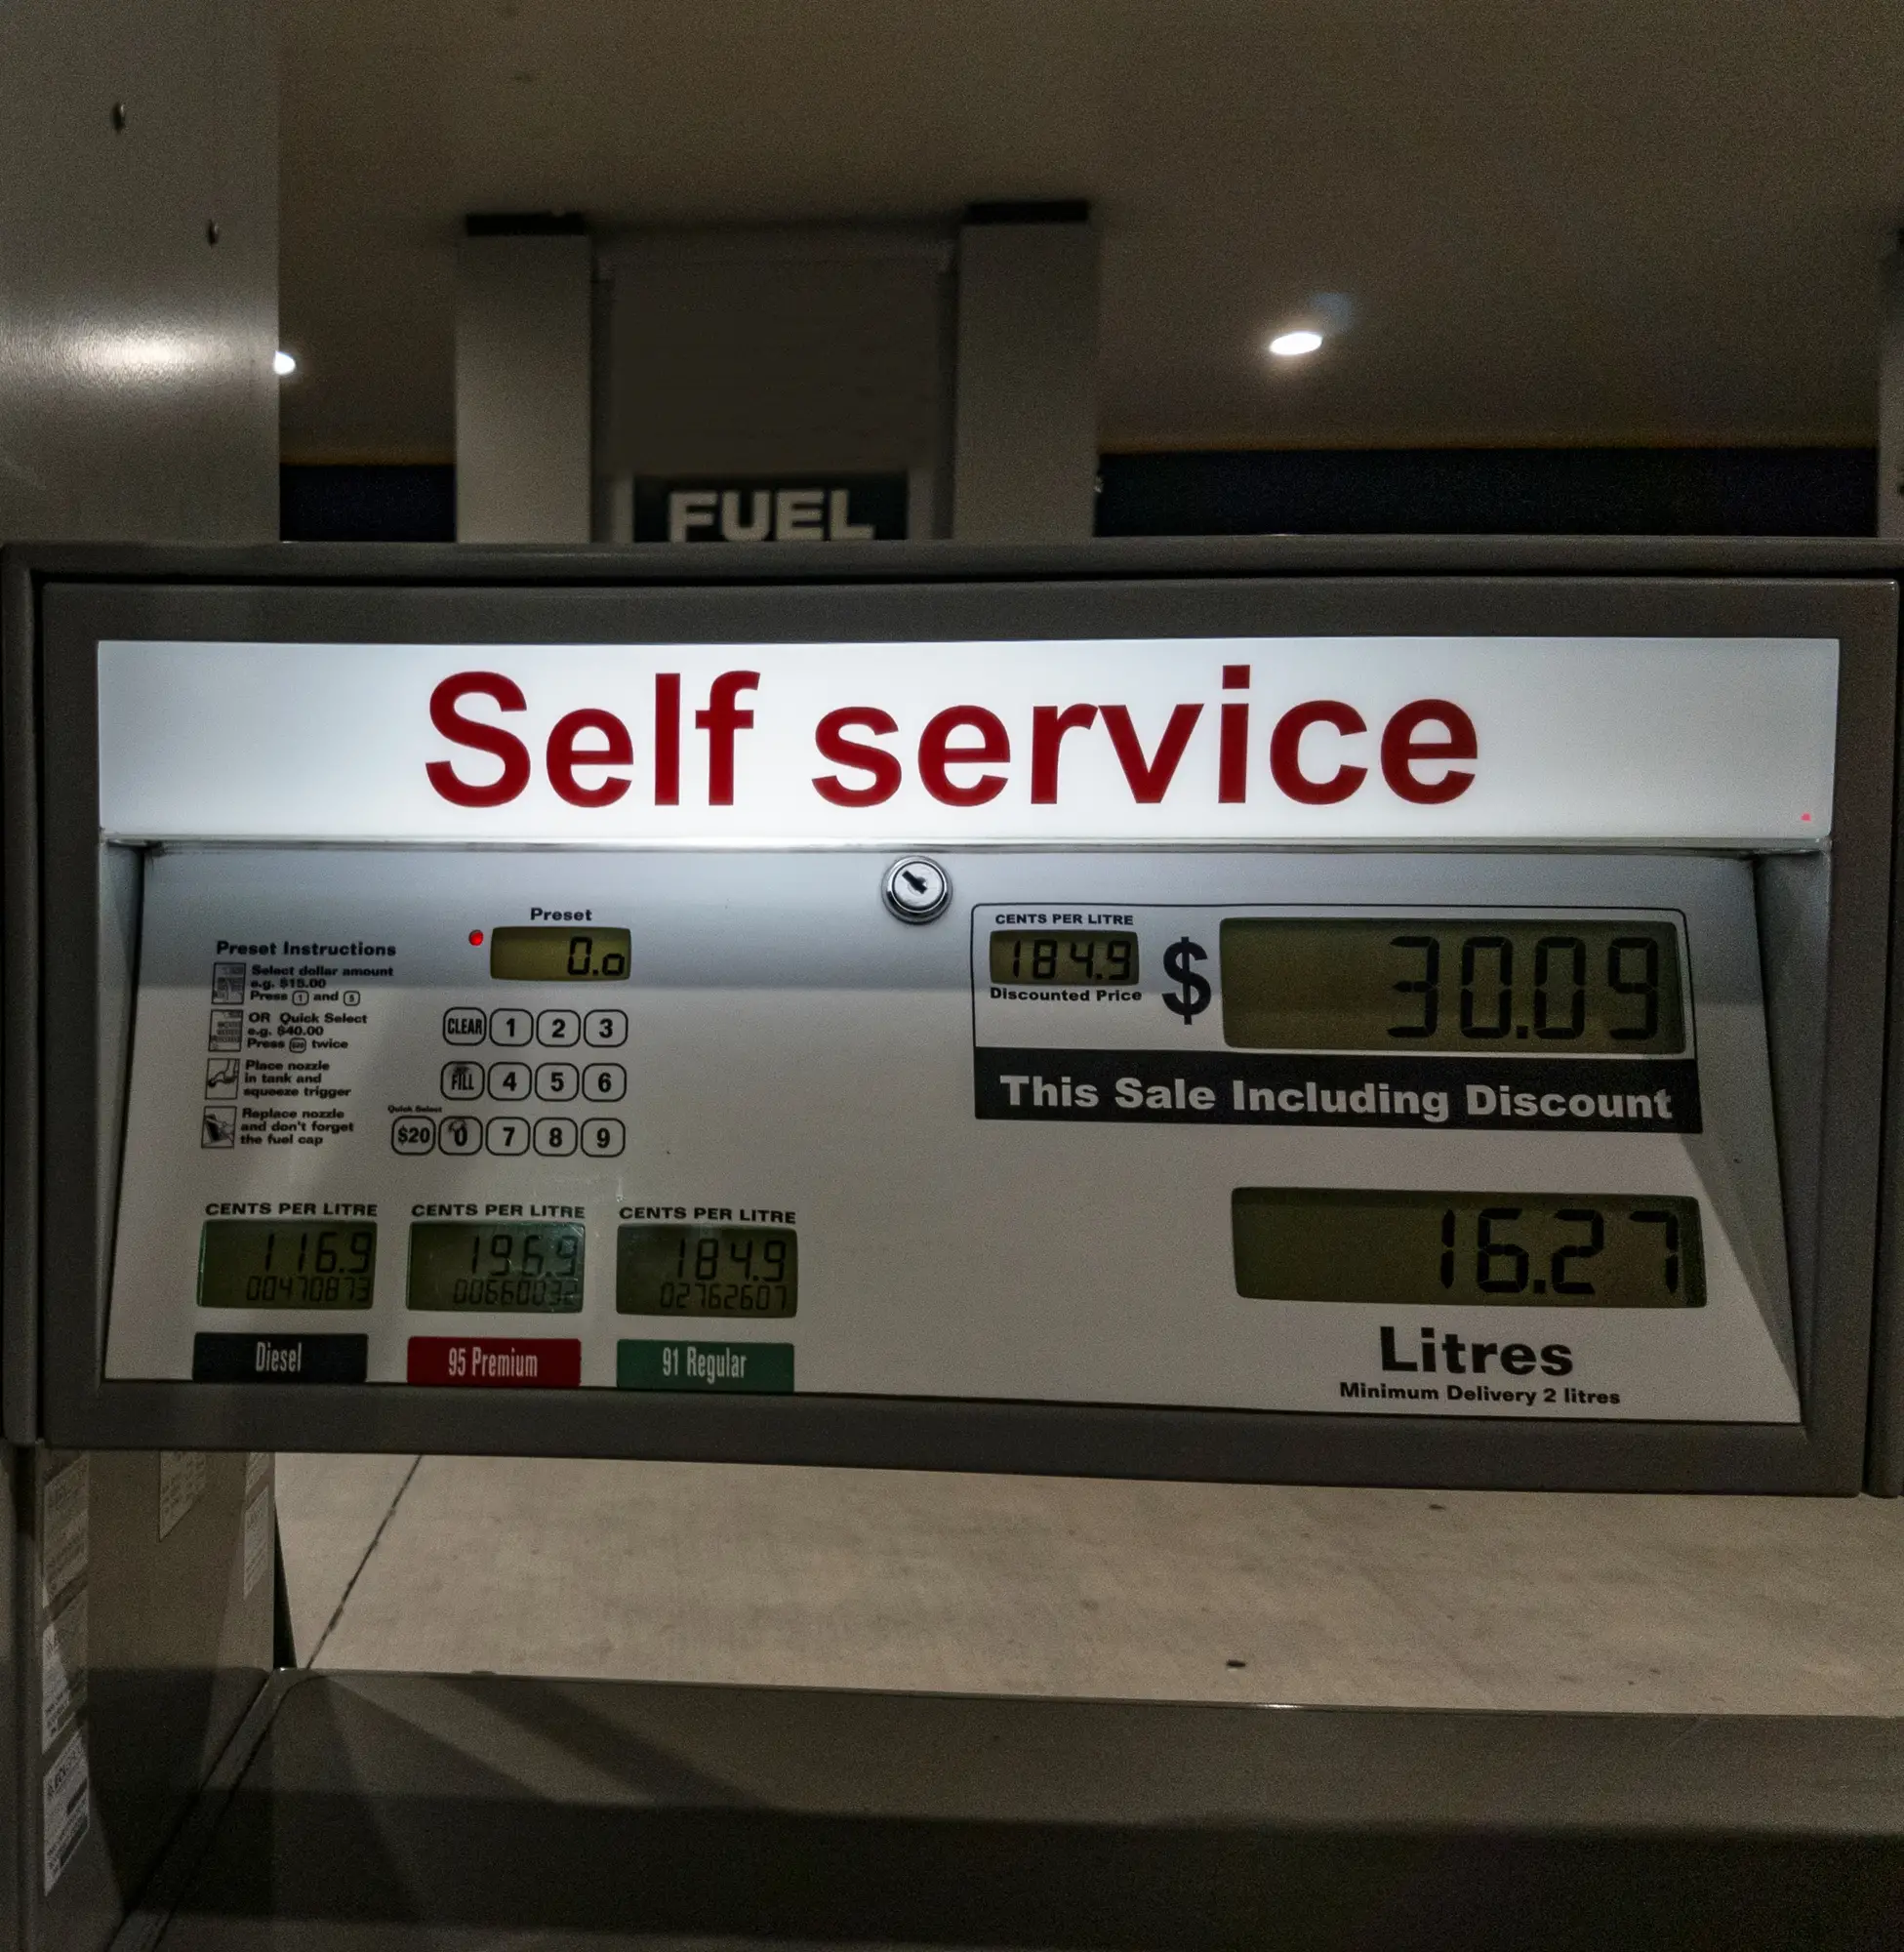 FUEL
Self service
Preset
0.0
Preset Instructions
Select dollar amount
e.g. $15.00
Press 1 and 5
OR Quick Select
e.g. $40.00
Press $20 twice
Place nozzle
in tank and
squeeze trigger
Replace nozzle
and don't forget
the fuel cap
CLEAR 1 2 3
FILL 4 5 6
Quick Select
$20 0 7 8 9
CENTS PER LITRE
184.9
Discounted Price
$ 30.09
This Sale Including Discount
CENTS PER LITRE
116.9
00470873
Diesel
CENTS PER LITRE
196.9
00660032
95 Premium
CENTS PER LITRE
184.9
02762607
91 Regular
16.27
Litres
Minimum Delivery 2 litres